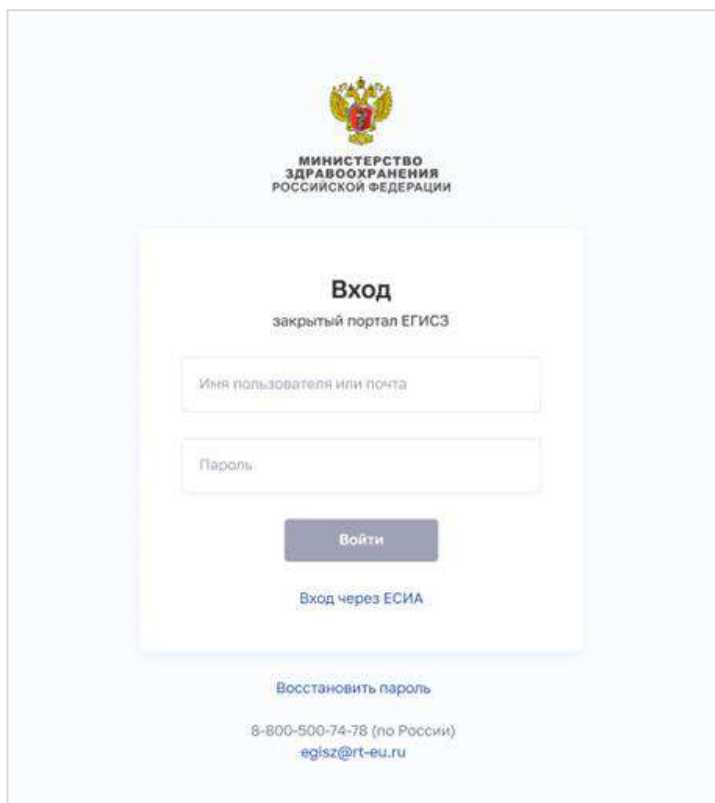 МИНИСТЕРСТВО
ЗДРАВООХРАНЕНИЯ
РОССИЙСКОЙ ФЕДЕРАЦИИ
Вход
закрытый портал ЕГИСЗ
Имя пользователя или почта
Пароль
Войти
Вход через ЕСИА
Восстановить пароль
8-800-500-74-78 (по России)
egisz@rt-eu.ru